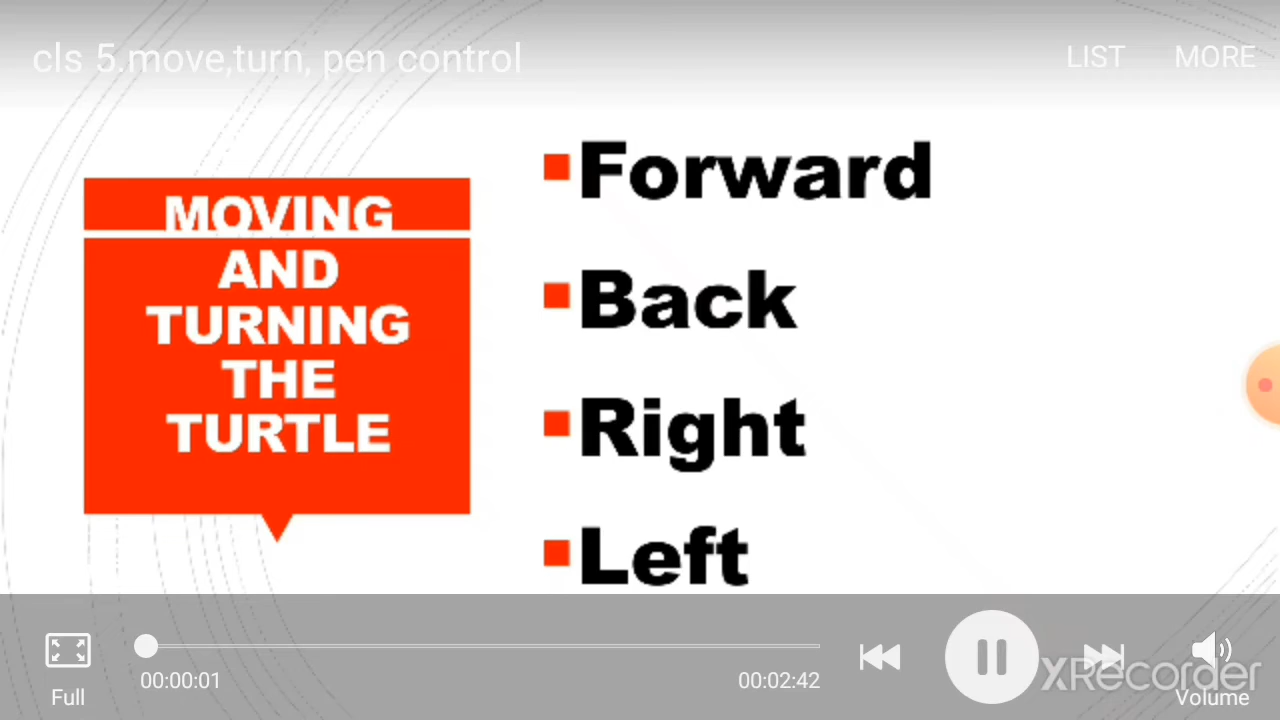 cls 5.move,turn, pen control
LIST
MORE
MOVING
AND
TURNING
THE
TURTLE
Forward
Back
Right
Left
00:00:01
00:02:42
Full
XRecorder
Volume